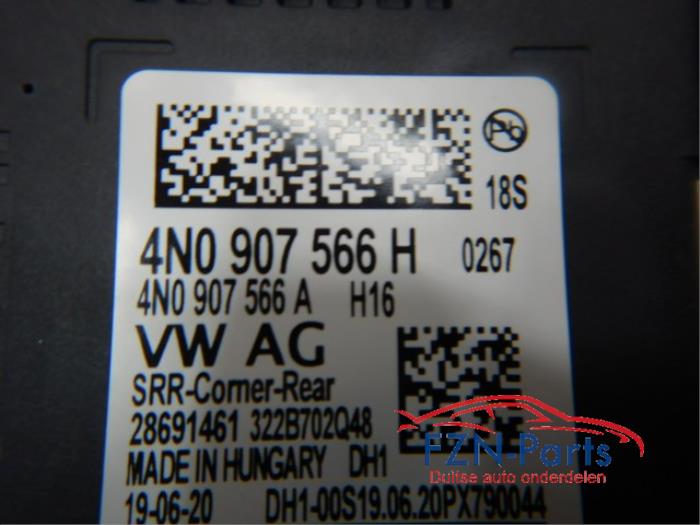 Pb
18S
4N0 907 566 H 0267
4N0 907 566 A H16
VW AG
SRR-Corner-Rear
28691461 322B702Q48
MADE IN HUNGARY DH1
19-06-20 DH1-00S19.06.20PX790044
FZN-Parts
Duitse auto onderdelen